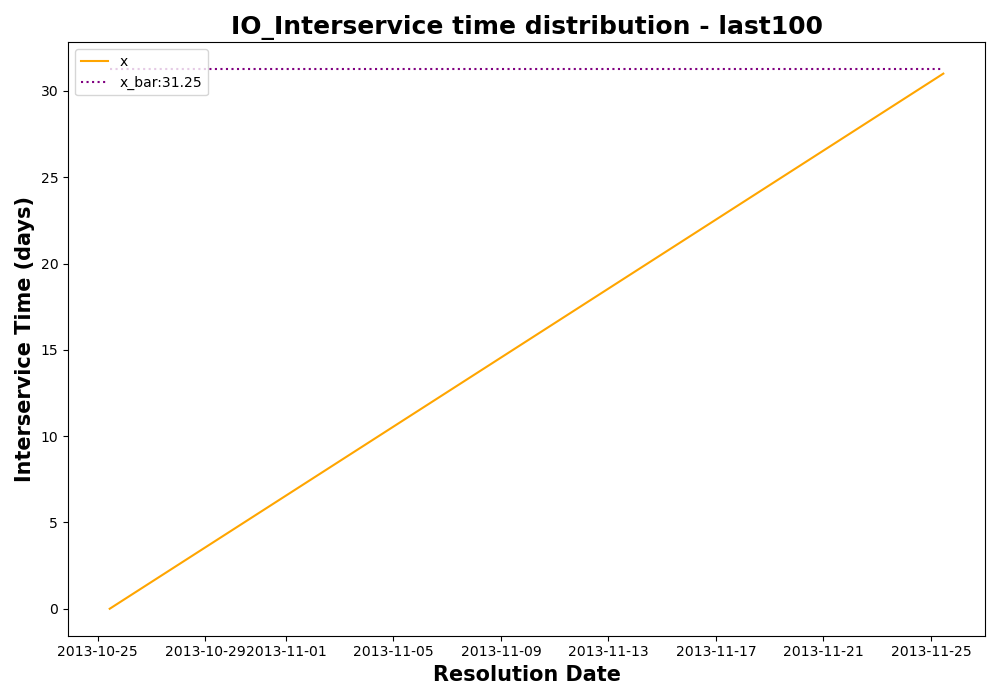 IO_Interservice time distribution - last100
x
x_bar:31.25
Interservice Time (days)
30
25
20
15
10
5
0
2013-10-25 2013-10-29 2013-11-01 2013-11-05 2013-11-09 2013-11-13 2013-11-17 2013-11-21 2013-11-25
Resolution Date